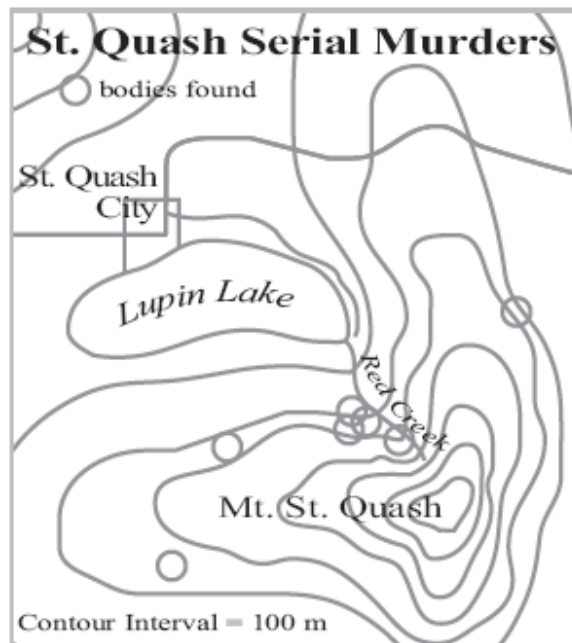 St. Quash Serial Murders
bodies found
St. Quash
City
Lupin Lake
Red Creek
Mt. St. Quash
Contour Interval = 100 m